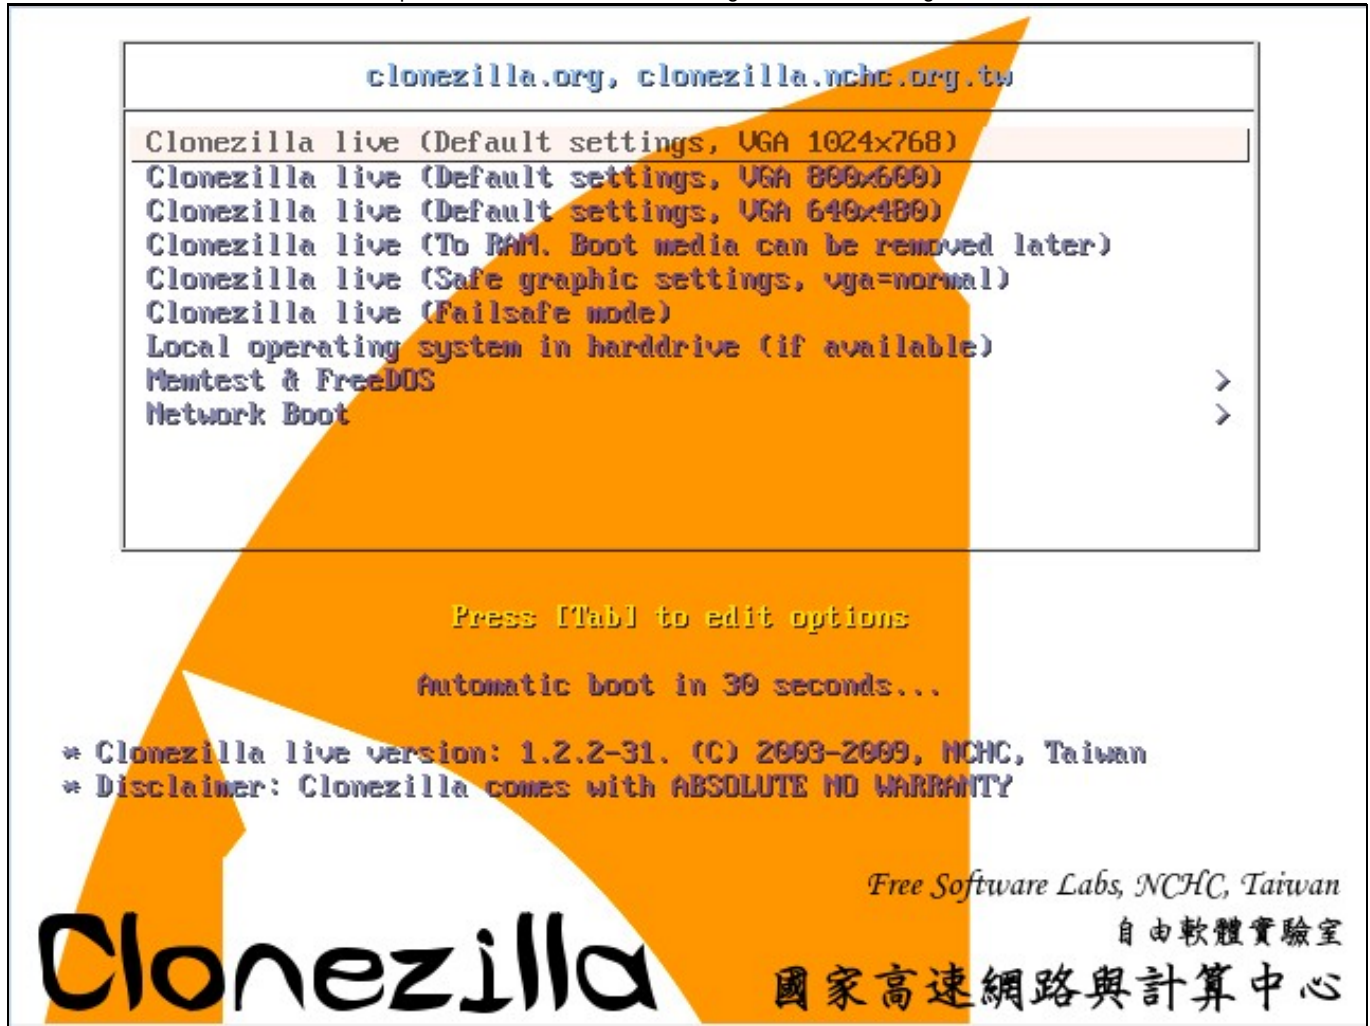 clonezilla.org, clonezilla.nchc.org.tw
Clonezilla live (Default settings, VGA 1024x768)
Clonezilla live (Default settings, VGA 800x600)
Clonezilla live (Default settings, VGA 640x480)
Clonezilla live (To RAM. Boot media can be removed later)
Clonezilla live (Safe graphic settings, vga=normal)
Clonezilla live (Failsafe mode)
Local operating system in harddrive (if available)
Memtest & FreeDOS >
Network Boot >
Press [Tab] to edit options
Automatic boot in 30 seconds...
* Clonezilla live version: 1.2.2-31. (C) 2003-2009, NCHC, Taiwan
* Disclaimer: Clonezilla comes with ABSOLUTE NO WARRANTY
Free Software Labs, NCHC, Taiwan
自由軟體實驗室
Clonezilla
國家高速網路與計算中心